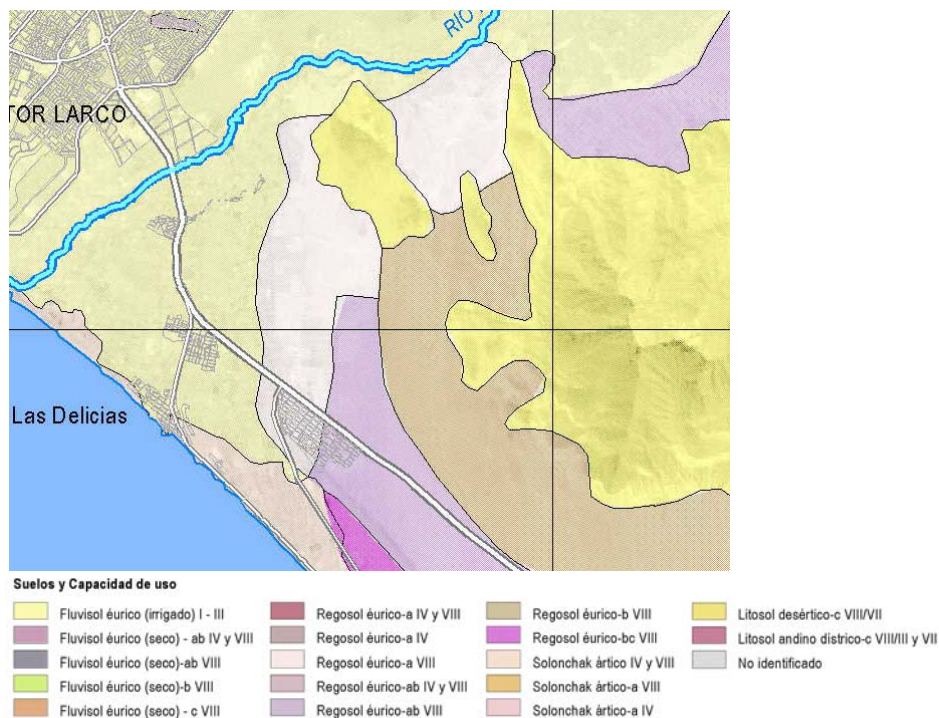 RIO
TOR LARCO
Las Delicias
Suelos y Capacidad de uso
Fluvisol éurico (irrigado) I - III
Fluvisol éurico (seco) - ab IV y VIII
Fluvisol éurico (seco)-ab VIII
Fluvisol éurico (seco)-b VIII
Fluvisol éurico (seco) - c VIII
Regosol éurico-a IV y VIII
Regosol éurico-a IV
Regosol éurico-a VIII
Regosol éurico-ab IV y VIII
Regosol éurico-ab VIII
Regosol éurico-b VIII
Regosol éurico-bc VIII
Solonchak ártico IV y VIII
Solonchak ártico-a VIII
Solonchak ártico-a IV
Litosol desértico-c VIII/VII
Litosol andino districo-c VIII/III y VII
No identificado